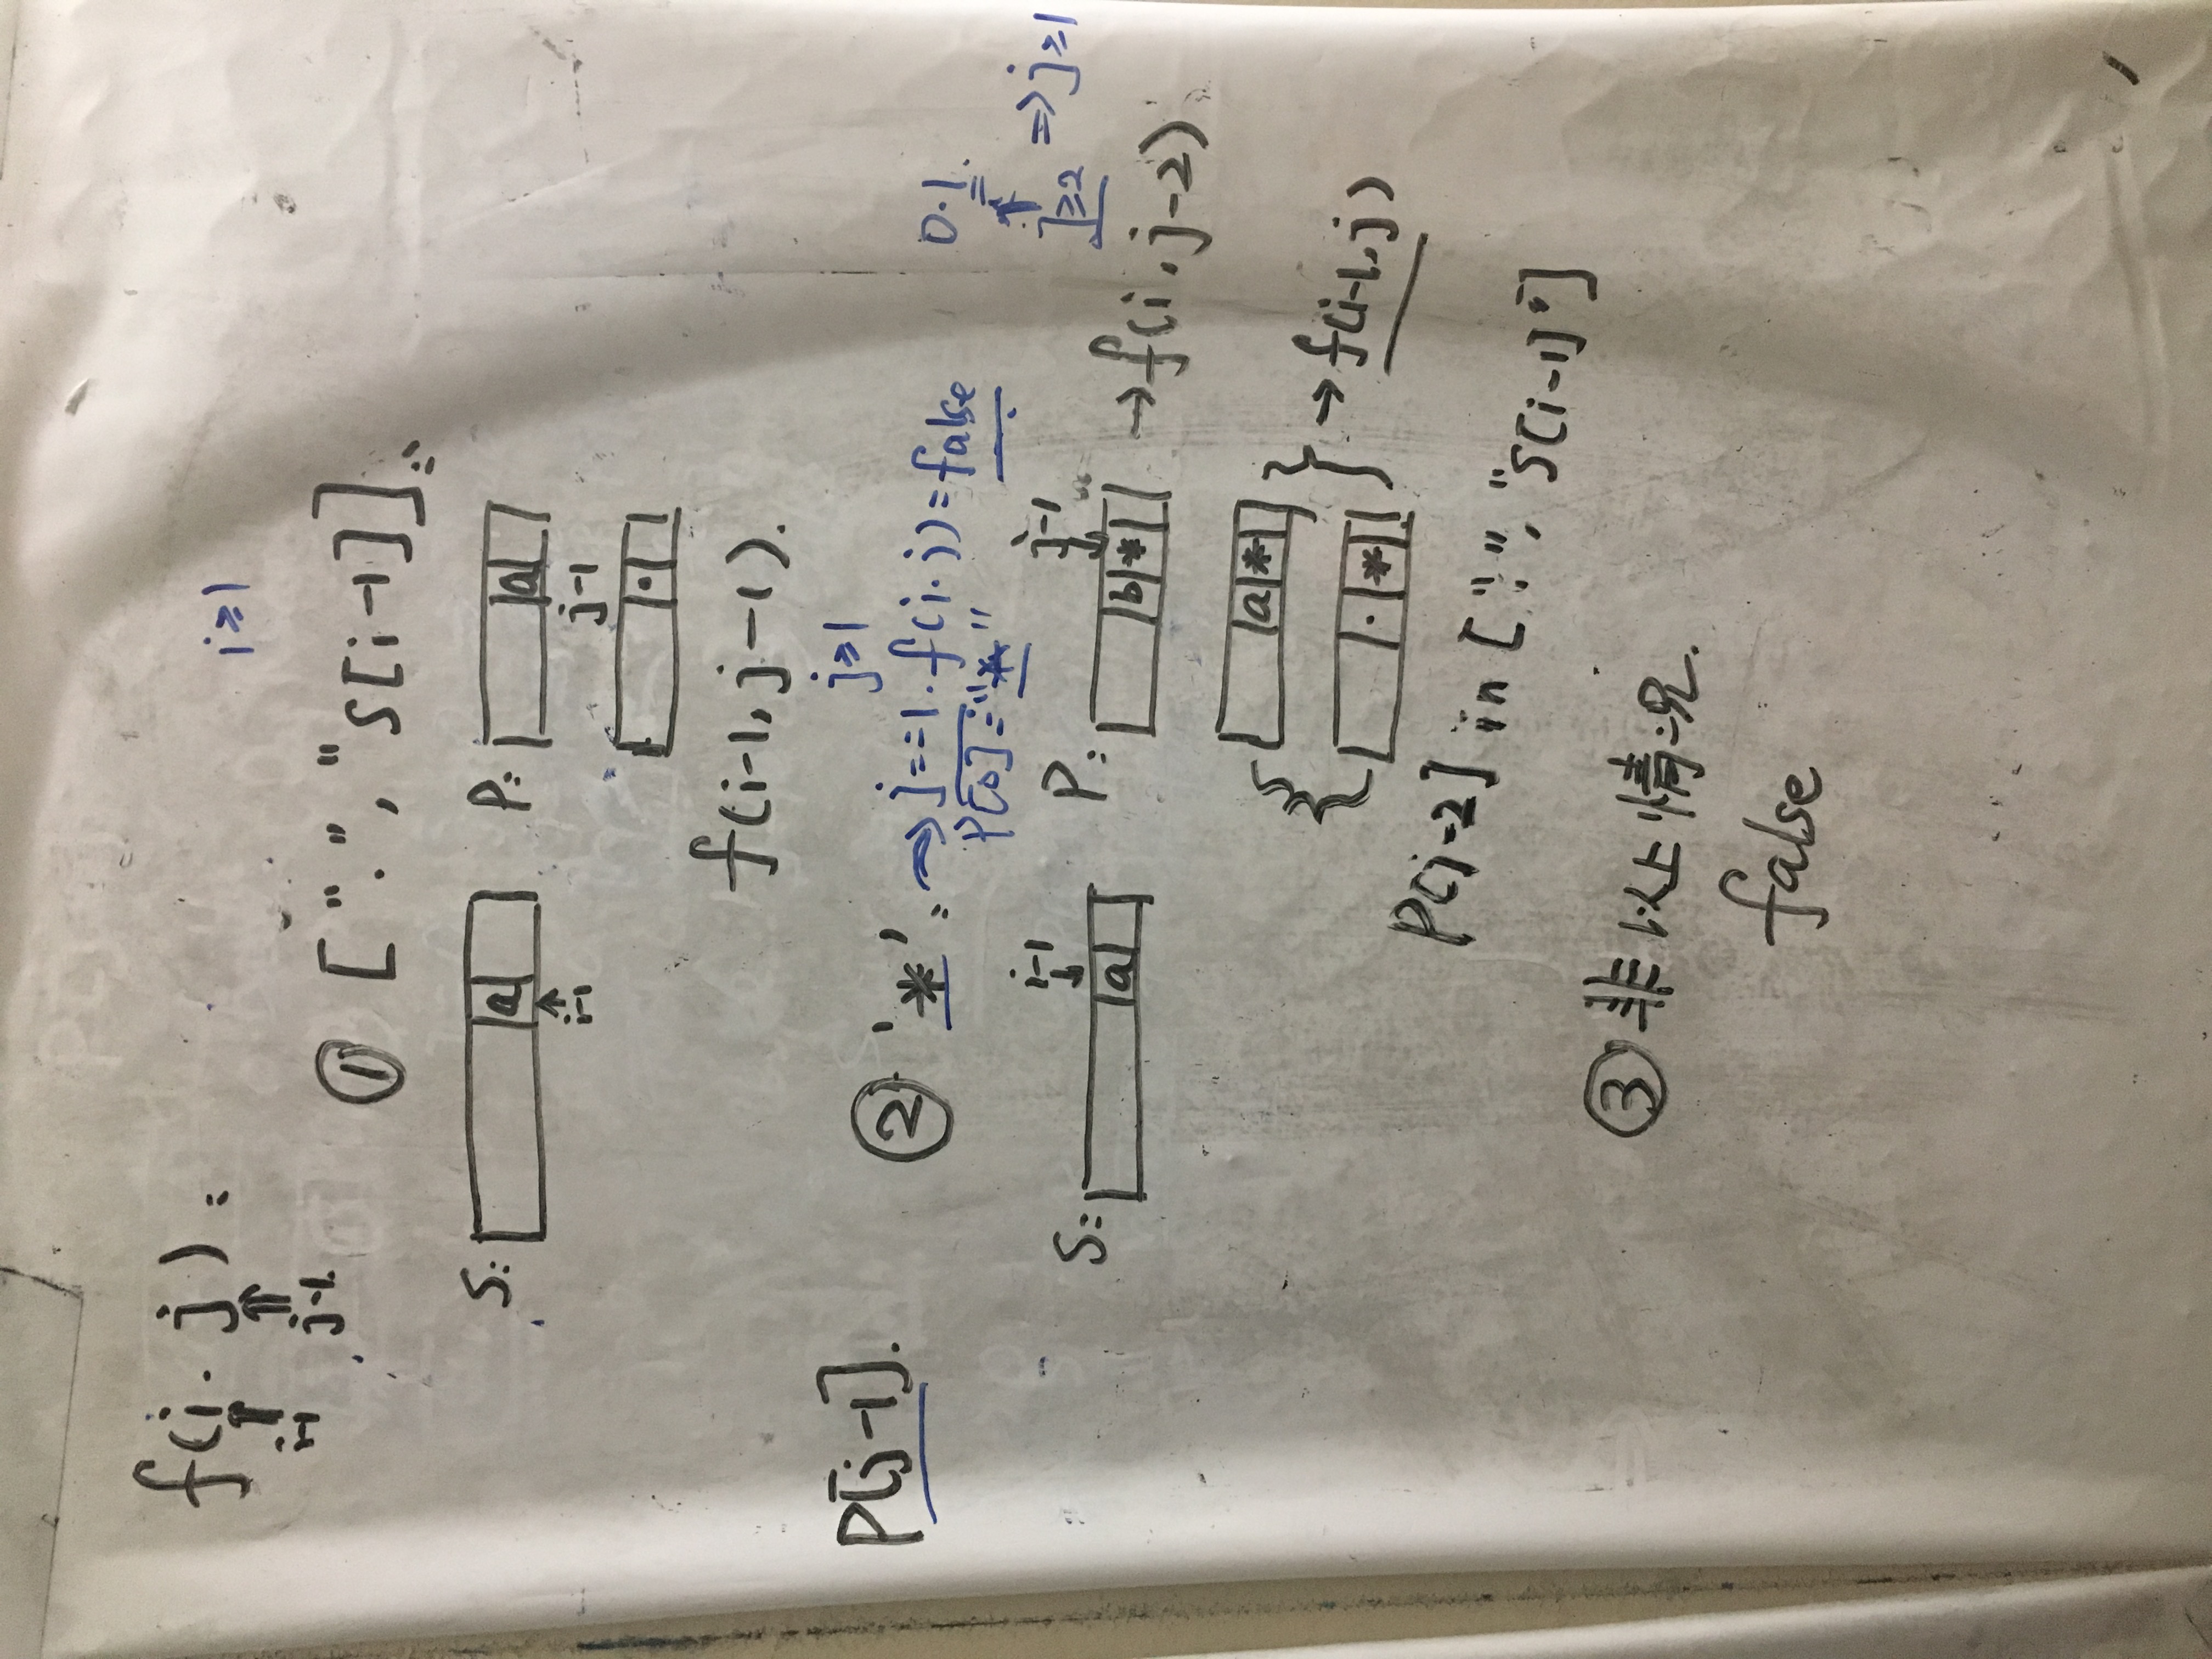 f(i. j):
i-1 j-1
i≥1
① [".", "S[i-1]]:
S: a P: a
i-1 j-1
.
f(i-1, j-1).
P[j-1].
j≥1
② '*': ⇒ j==1. f(i. j)=false
P[0]="*"
0.1
j≥2 ⇒ j≥1
i-1 j-1
S: a P: b * → f(i. j-2)
a *
. * → f(i-1. j)
P[j-2] in [".", "S[i-1]"]
③ 非以上情况.
false